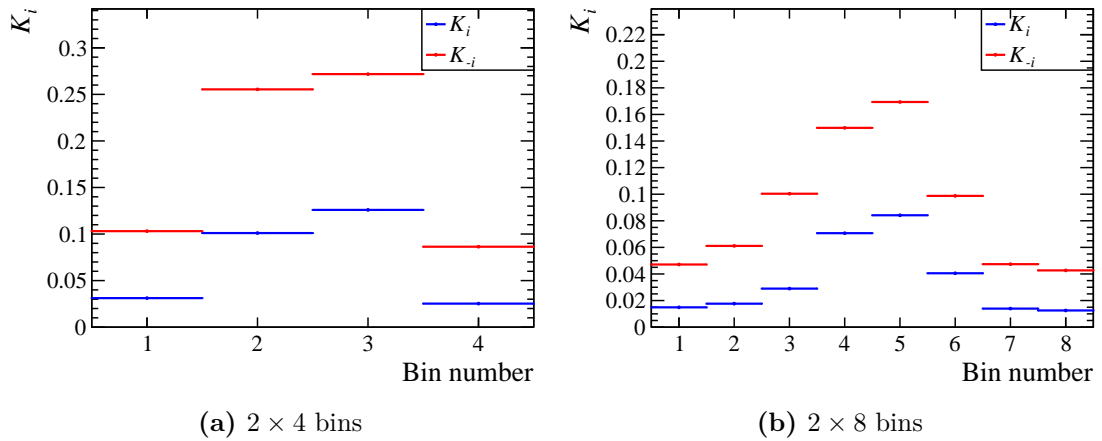 K_i
0.3
0.25
0.2
0.15
0.1
0.05
0
1 2 3 4
Bin number
K_i
K_-i
(a) 2 × 4 bins
K_i
0.22
0.2
0.18
0.16
0.14
0.12
0.1
0.08
0.06
0.04
0.02
0
1 2 3 4 5 6 7 8
Bin number
K_i
K_-i
(b) 2 × 8 bins